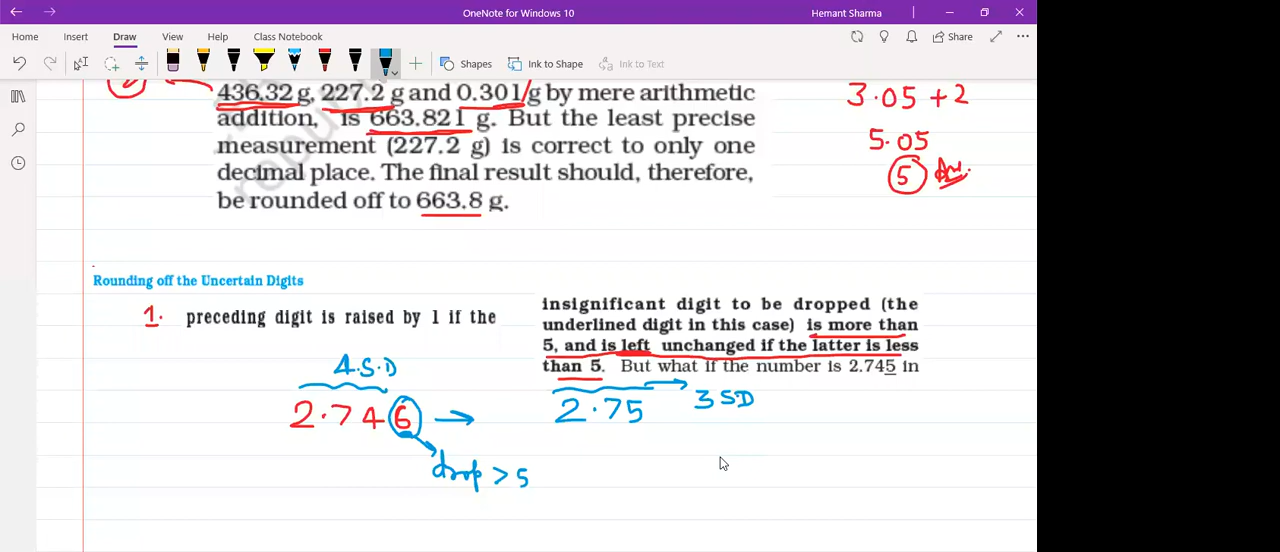 OneNote for Windows 10
Hemant Sharma
Home Insert Draw View Help Class Notebook
Share
Shapes Ink to Shape Ink to Text
436.32 g, 227.2 g and 0.301 g by mere arithmetic
addition, is 663.821 g. But the least precise
measurement (227.2 g) is correct to only one
decimal place. The final result should, therefore,
be rounded off to 663.8 g.
3.05 + 2
5.05
5 Ans.
Rounding off the Uncertain Digits
1. preceding digit is raised by 1 if the
insignificant digit to be dropped (the
underlined digit in this case) is more than
5, and is left unchanged if the latter is less
than 5. But what if the number is 2.745 in
4.S.D
2.746 → 2.75 → 3 SD
drop > 5